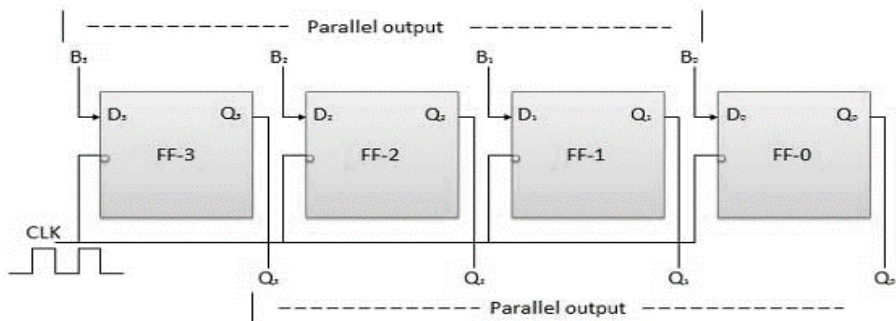 Parallel output
B₃ B₂ B₁ B₀
D₃ Q₃ D₂ Q₂ D₁ Q₁ D₀ Q₀
FF-3 FF-2 FF-1 FF-0
CLK
Q₃ Q₂ Q₁ Q₀
Parallel output